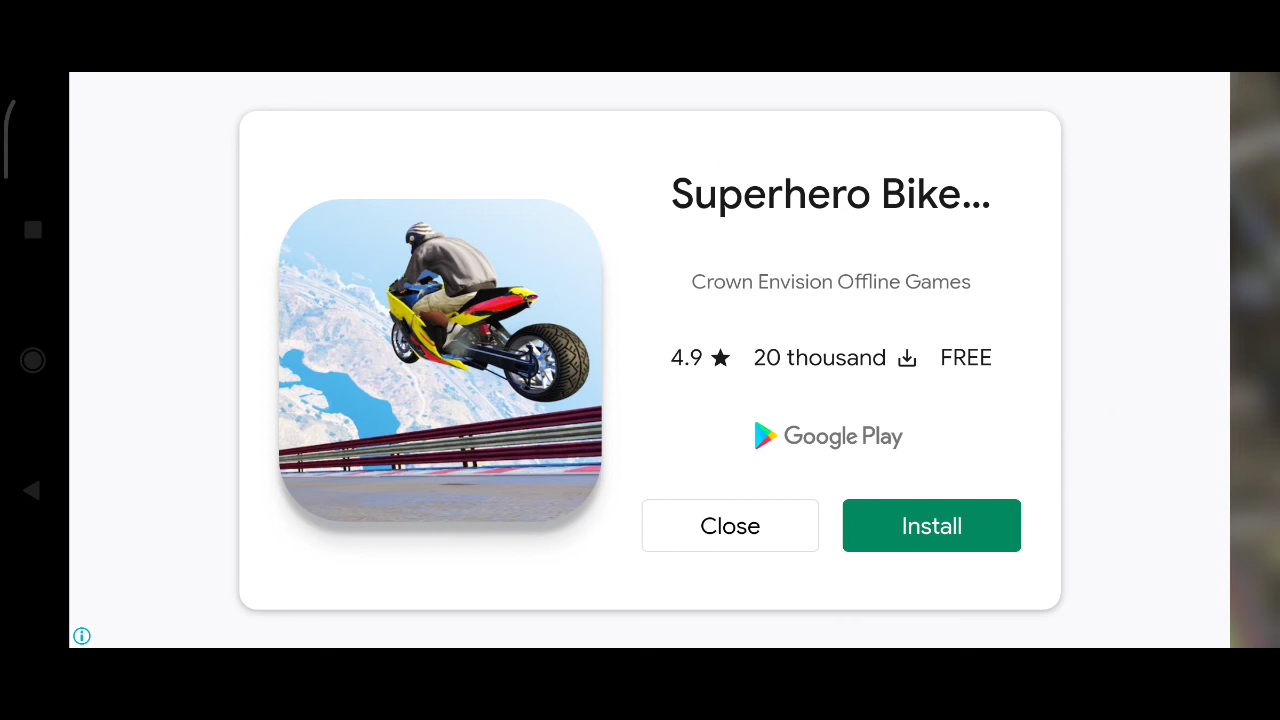 Superhero Bike...
Crown Envision Offline Games
4.9 ★ 20 thousand FREE
Google Play
Close Install